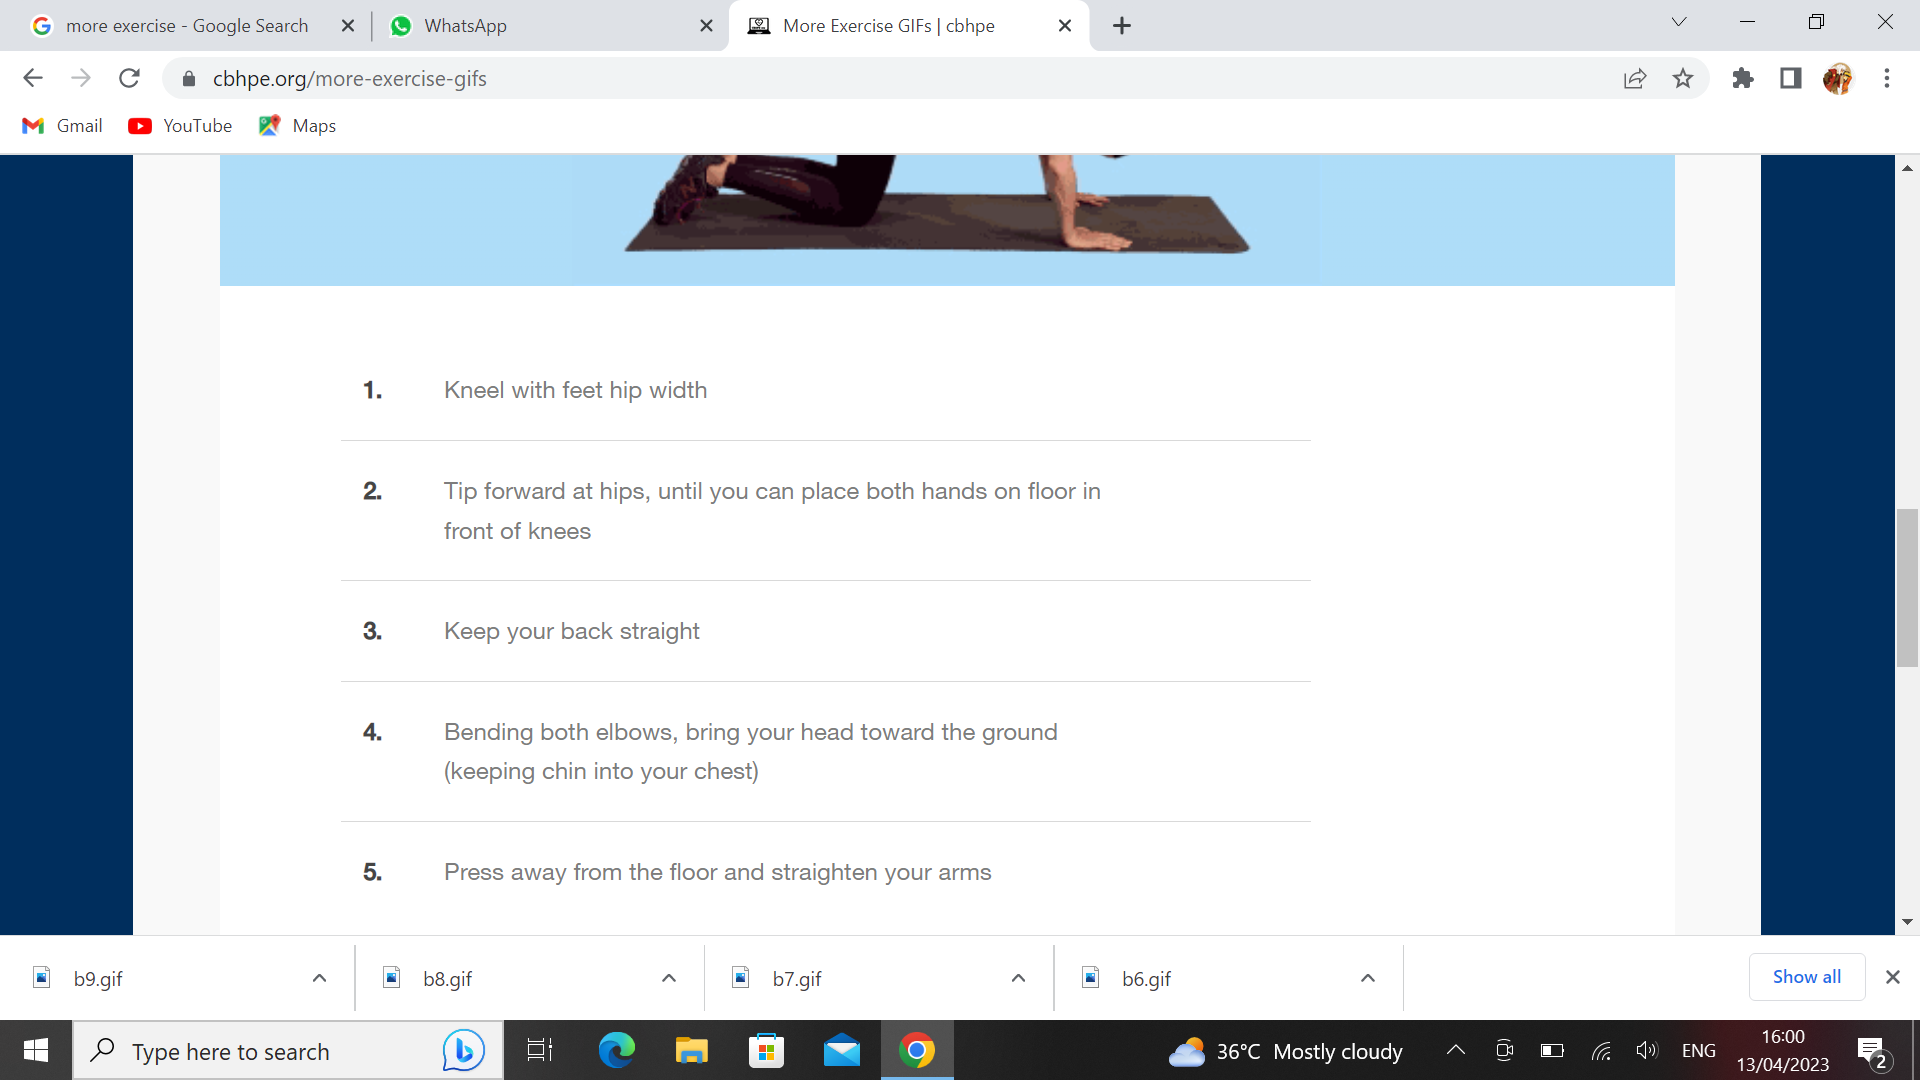 more exercise - Google Search
WhatsApp
More Exercise GIFs | cbhpe
cbhpe.org/more-exercise-gifs
Gmail
YouTube
Maps
1. Kneel with feet hip width
2. Tip forward at hips, until you can place both hands on floor in
front of knees
3. Keep your back straight
4. Bending both elbows, bring your head toward the ground
(keeping chin into your chest)
5. Press away from the floor and straighten your arms
b9.gif
b8.gif
b7.gif
b6.gif
Show all
Type here to search
36°C Mostly cloudy
ENG
16:00
13/04/2023
2